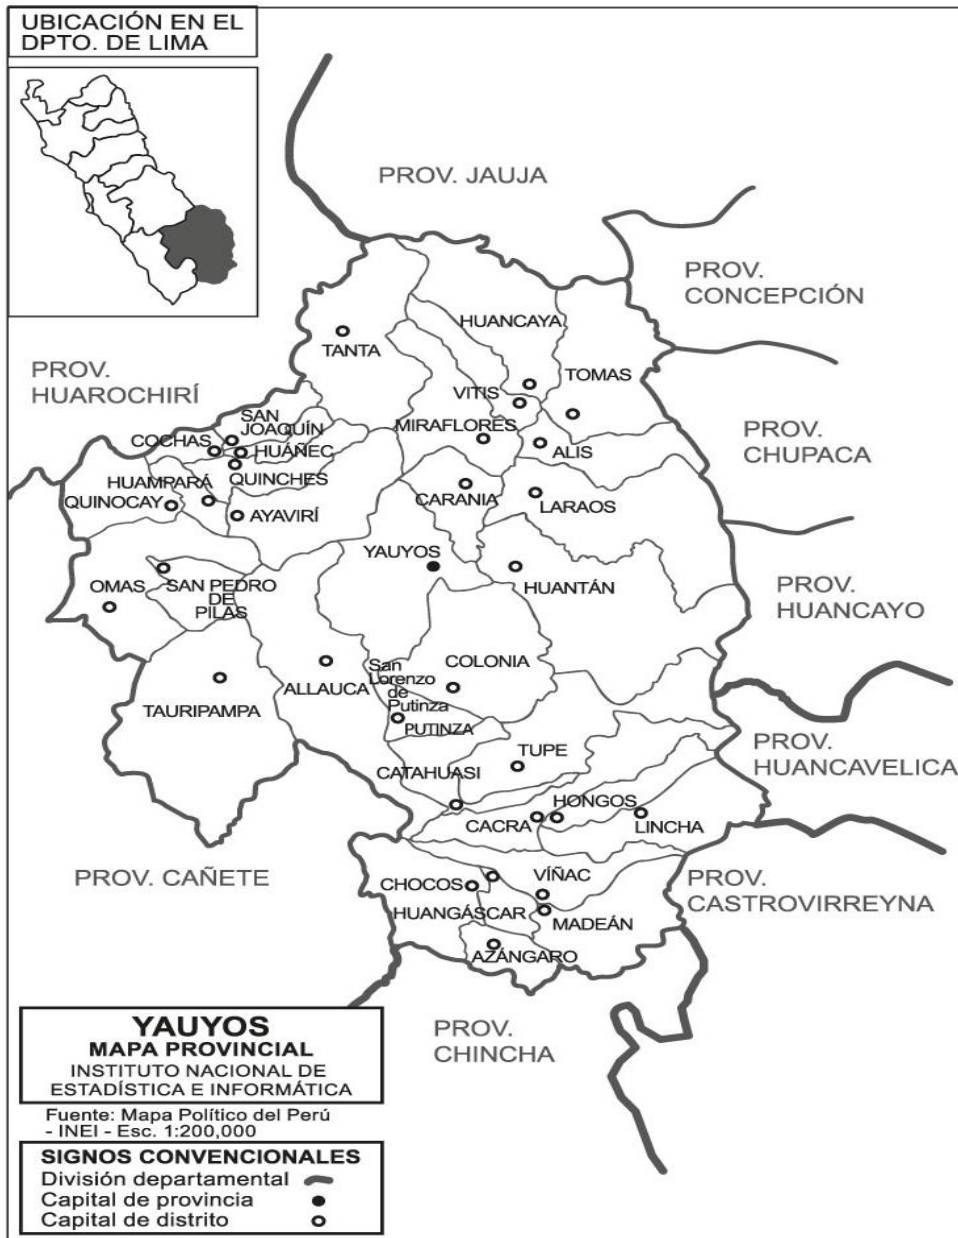 UBICACIÓN EN EL
DPTO. DE LIMA
PROV. JAUJA
PROV.
CONCEPCIÓN
PROV.
HUAROCHIRÍ
HUANCAYA
TANTA
TOMAS
VITIS
SAN
JOAQUÍN
MIRAFLORES
COCHAS
HUÁÑEC
ALIS
PROV.
CHUPACA
QUINCHES
HUAMPARÁ
QUINOCAY
CARANIA
LARAOS
AYAVIRÍ
YAUYOS
HUANTÁN
OMAS
SAN PEDRO
DE
PILAS
PROV.
HUANCAYO
COLONIA
San
Lorenzo
de
Putinza
ALLAUCA
TAURIPAMPA
PUTINZA
TUPE
PROV.
HUANCAVELICA
CATAHUASI
HONGOS
CACRA
LINCHA
PROV. CAÑETE
CHOCOS
VÍÑAC
PROV.
CASTROVIRREYNA
HUANGÁSCAR
MADEÁN
AZÁNGARO
PROV.
CHINCHA
YAUYOS
MAPA PROVINCIAL
INSTITUTO NACIONAL DE
ESTADÍSTICA E INFORMÁTICA
Fuente: Mapa Político del Perú
- INEI - Esc. 1:200,000
SIGNOS CONVENCIONALES
División departamental
Capital de provincia
Capital de distrito